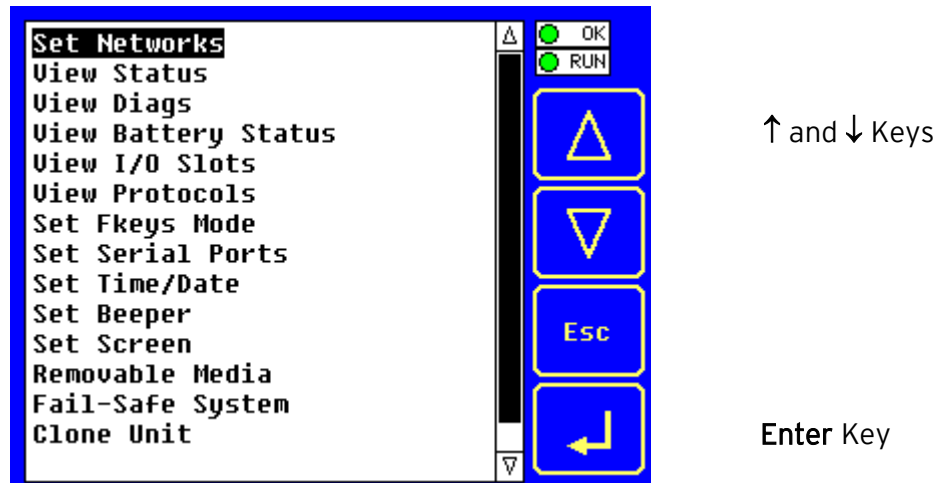 Set Networks
View Status
View Diags
View Battery Status
View I/O Slots
View Protocols
Set Fkeys Mode
Set Serial Ports
Set Time/Date
Set Beeper
Set Screen
Removable Media
Fail-Safe System
Clone Unit
OK
RUN
Esc
↑ and ↓ Keys
Enter Key